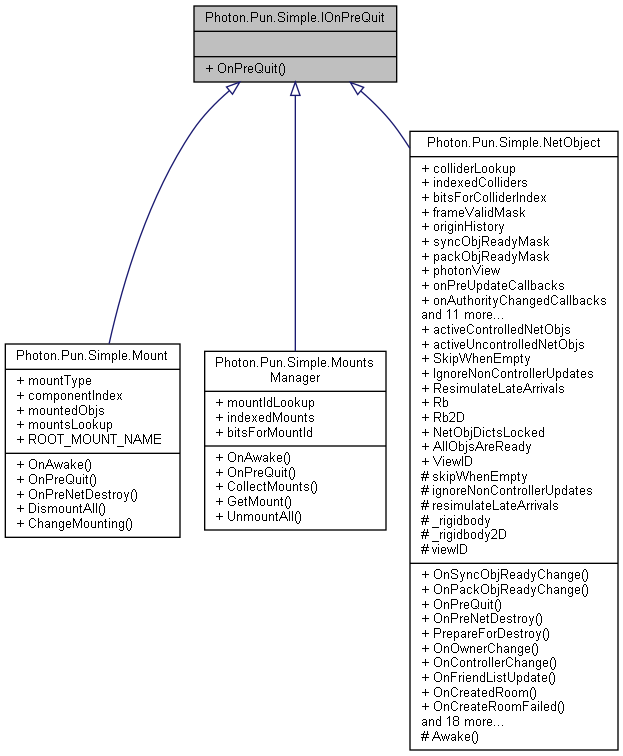 Photon.Pun.Simple.IOnPreQuit
+ OnPreQuit()
Photon.Pun.Simple.Mount
+ mountType
+ componentIndex
+ mountedObjs
+ mountsLookup
+ ROOT_MOUNT_NAME
+ OnAwake()
+ OnPreQuit()
+ OnPreNetDestroy()
+ DismountAll()
+ ChangeMounting()
Photon.Pun.Simple.Mounts
Manager
+ mountIdLookup
+ indexedMounts
+ bitsForMountId
+ OnAwake()
+ OnPreQuit()
+ CollectMounts()
+ GetMount()
+ UnmountAll()
Photon.Pun.Simple.NetObject
+ colliderLookup
+ indexedColliders
+ bitsForColliderIndex
+ frameValidMask
+ originHistory
+ syncObjReadyMask
+ packObjReadyMask
+ photonView
+ onPreUpdateCallbacks
+ onAuthorityChangedCallbacks
and 11 more...
+ activeControlledNetObjs
+ activeUncontrolledNetObjs
+ SkipWhenEmpty
+ IgnoreNonControllerUpdates
+ ResimulateLateArrivals
+ Rb
+ Rb2D
+ NetObjDictsLocked
+ AllObjsAreReady
+ ViewID
# skipWhenEmpty
# ignoreNonControllerUpdates
# resimulateLateArrivals
# _rigidbody
# _rigidbody2D
# viewID
+ OnSyncObjReadyChange()
+ OnPackObjReadyChange()
+ OnPreQuit()
+ OnPreNetDestroy()
+ PrepareForDestroy()
+ OnOwnerChange()
+ OnControllerChange()
+ OnFriendListUpdate()
+ OnCreatedRoom()
+ OnCreateRoomFailed()
and 18 more...
# Awake()